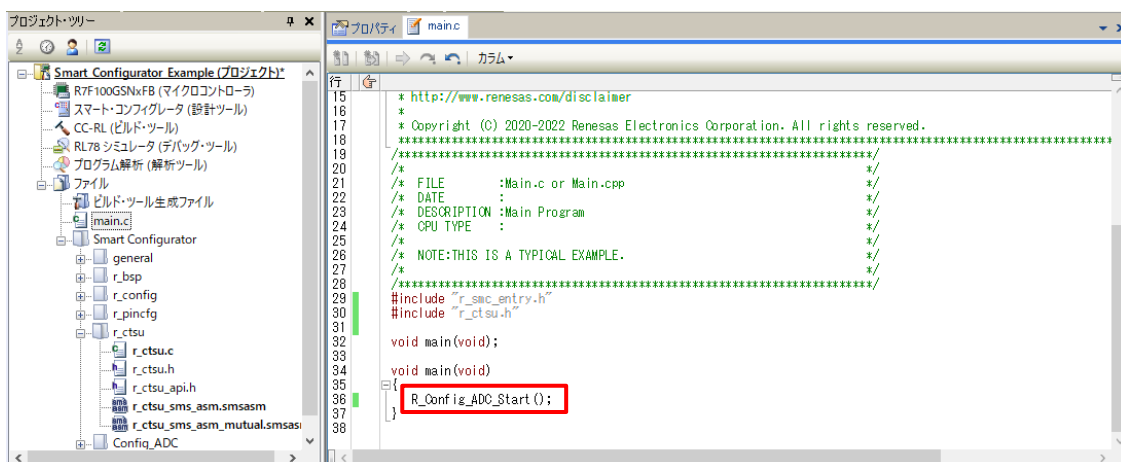 プロジェクト・ツリー
Smart Configurator Example (プロジェクト)*
R7F100GSNxFB (マイクロコントローラ)
スマート・コンフィグレータ (設計ツール)
CC-RL (ビルド・ツール)
RL78 シミュレータ (デバッグ・ツール)
プログラム解析 (解析ツール)
ファイル
ビルド・ツール生成ファイル
main.c
Smart Configurator
general
r_bsp
r_config
r_pincfg
r_ctsu
r_ctsu.c
r_ctsu.h
r_ctsu_api.h
r_ctsu_sms_asm.smsasm
r_ctsu_sms_asm_mutual.smsas
Config_ADC
プロパティ main.c
カラム
行
15 * http://www.renesas.com/disclaimer
16 *
17 * Copyright (C) 2020-2022 Renesas Electronics Corporation. All rights reserved.
18 ***********************************************************************************************************************
19 /***********************************************************************/
20 /* */
21 /* FILE :Main.c or Main.cpp */
22 /* DATE : */
23 /* DESCRIPTION :Main Program */
24 /* CPU TYPE : */
25 /* */
26 /* NOTE:THIS IS A TYPICAL EXAMPLE. */
27 /* */
28 /***********************************************************************/
29 #include "r_smc_entry.h"
30 #include "r_ctsu.h"
31
32 void main(void);
33
34 void main(void)
35 {
36 R_Config_ADC_Start();
37 }
38